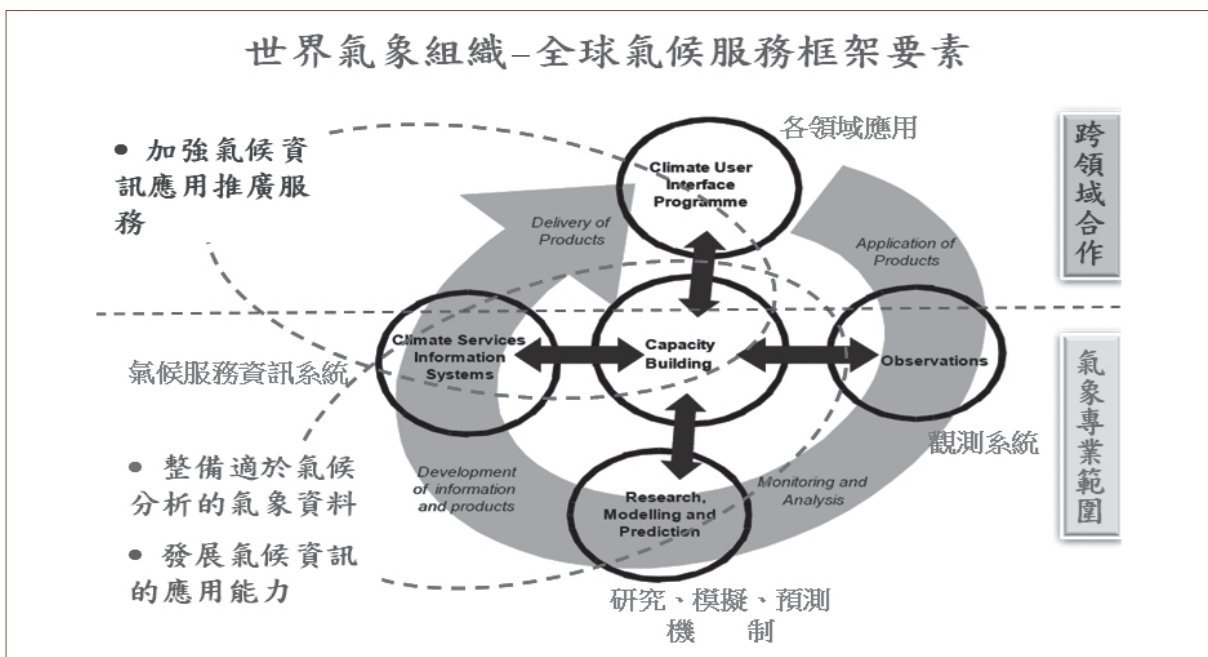 世界氣象組織–全球氣候服務框架要素
• 加強氣候資
訊應用推廣服
務
各領域應用
Climate User
Interface
Programme
跨領域合作
Delivery of
Products
Application of
Products
Climate Services
Information
Systems
Capacity
Building
Observations
氣候服務資訊系統
觀測系統
氣象專業範圍
• 整備適於氣候
分析的氣象資料
• 發展氣候資訊
的應用能力
Development
of information
and products
Research,
Modelling and
Prediction
Monitoring and
Analysis
研究、模擬、預測
機 制